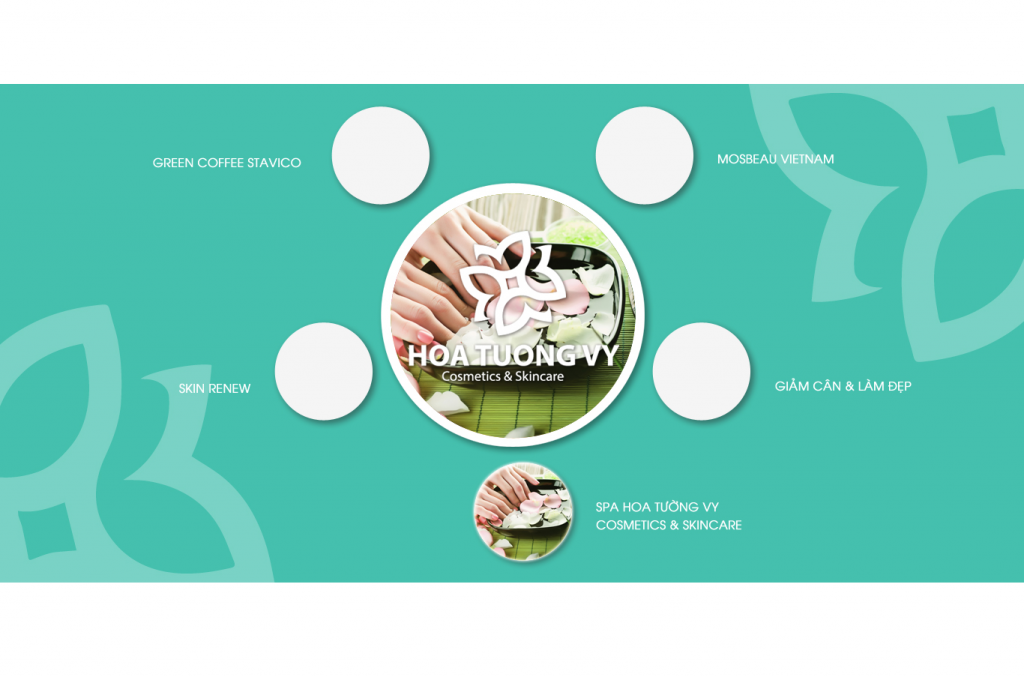 GREEN COFFEE STAVICO
MOSBEAU VIETNAM
HOA TUONG VY
Cosmetics & Skincare
SKIN RENEW
GIẢM CÂN & LÀM ĐẸP
SPA HOA TƯỜNG VY
COSMETICS & SKINCARE